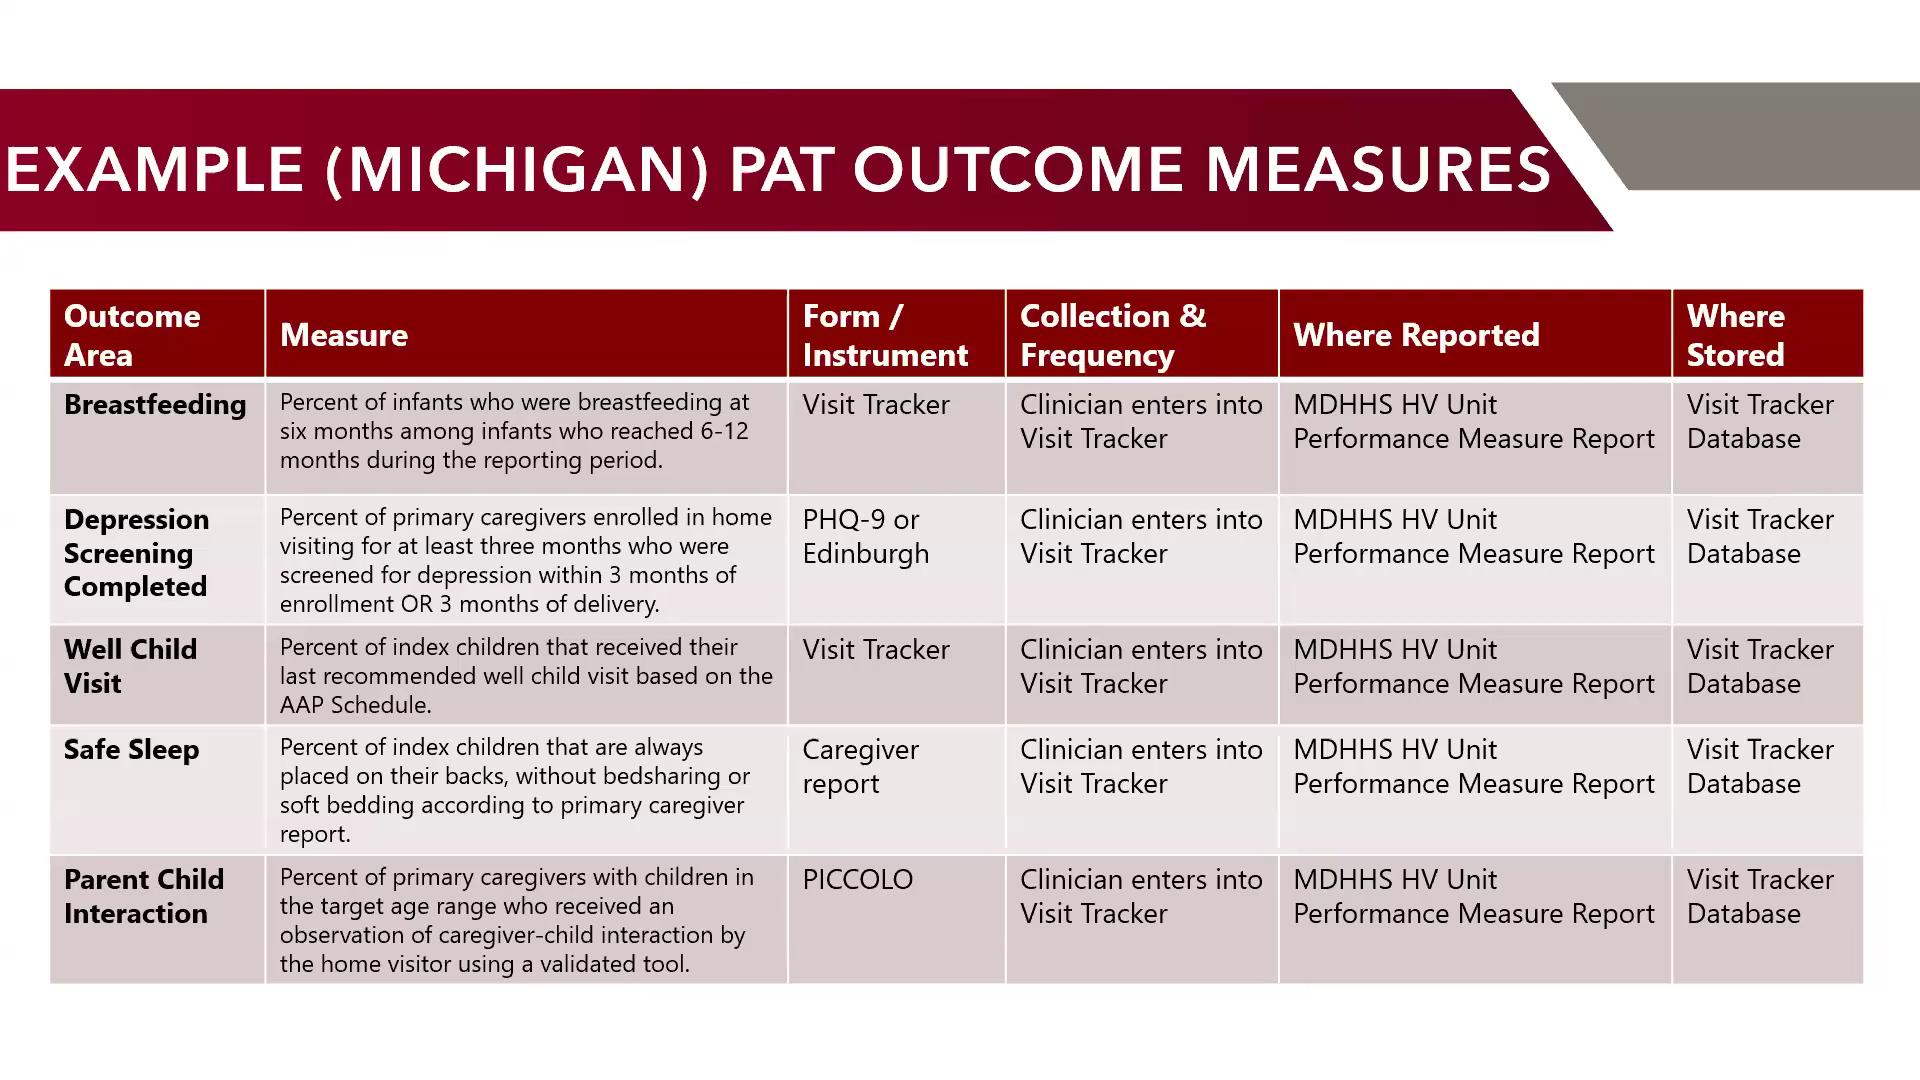 EXAMPLE (MICHIGAN) PAT OUTCOME MEASURES
Outcome
Area
Measure
Form /
Instrument
Collection &
Frequency
Where Reported
Where
Stored
Breastfeeding
Percent of infants who were breastfeeding at
six months among infants who reached 6-12
months during the reporting period.
Visit Tracker
Clinician enters into
Visit Tracker
MDHHS HV Unit
Performance Measure Report
Visit Tracker
Database
Depression
Screening
Completed
Percent of primary caregivers enrolled in home
visiting for at least three months who were
screened for depression within 3 months of
enrollment OR 3 months of delivery.
PHQ-9 or
Edinburgh
Clinician enters into
Visit Tracker
MDHHS HV Unit
Performance Measure Report
Visit Tracker
Database
Well Child
Visit
Percent of index children that received their
last recommended well child visit based on the
AAP Schedule.
Visit Tracker
Clinician enters into
Visit Tracker
MDHHS HV Unit
Performance Measure Report
Visit Tracker
Database
Safe Sleep
Percent of index children that are always
placed on their backs, without bedsharing or
soft bedding according to primary caregiver
report.
Caregiver
report
Clinician enters into
Visit Tracker
MDHHS HV Unit
Performance Measure Report
Visit Tracker
Database
Parent Child
Interaction
Percent of primary caregivers with children in
the target age range who received an
observation of caregiver-child interaction by
the home visitor using a validated tool.
PICCOLO
Clinician enters into
Visit Tracker
MDHHS HV Unit
Performance Measure Report
Visit Tracker
Database